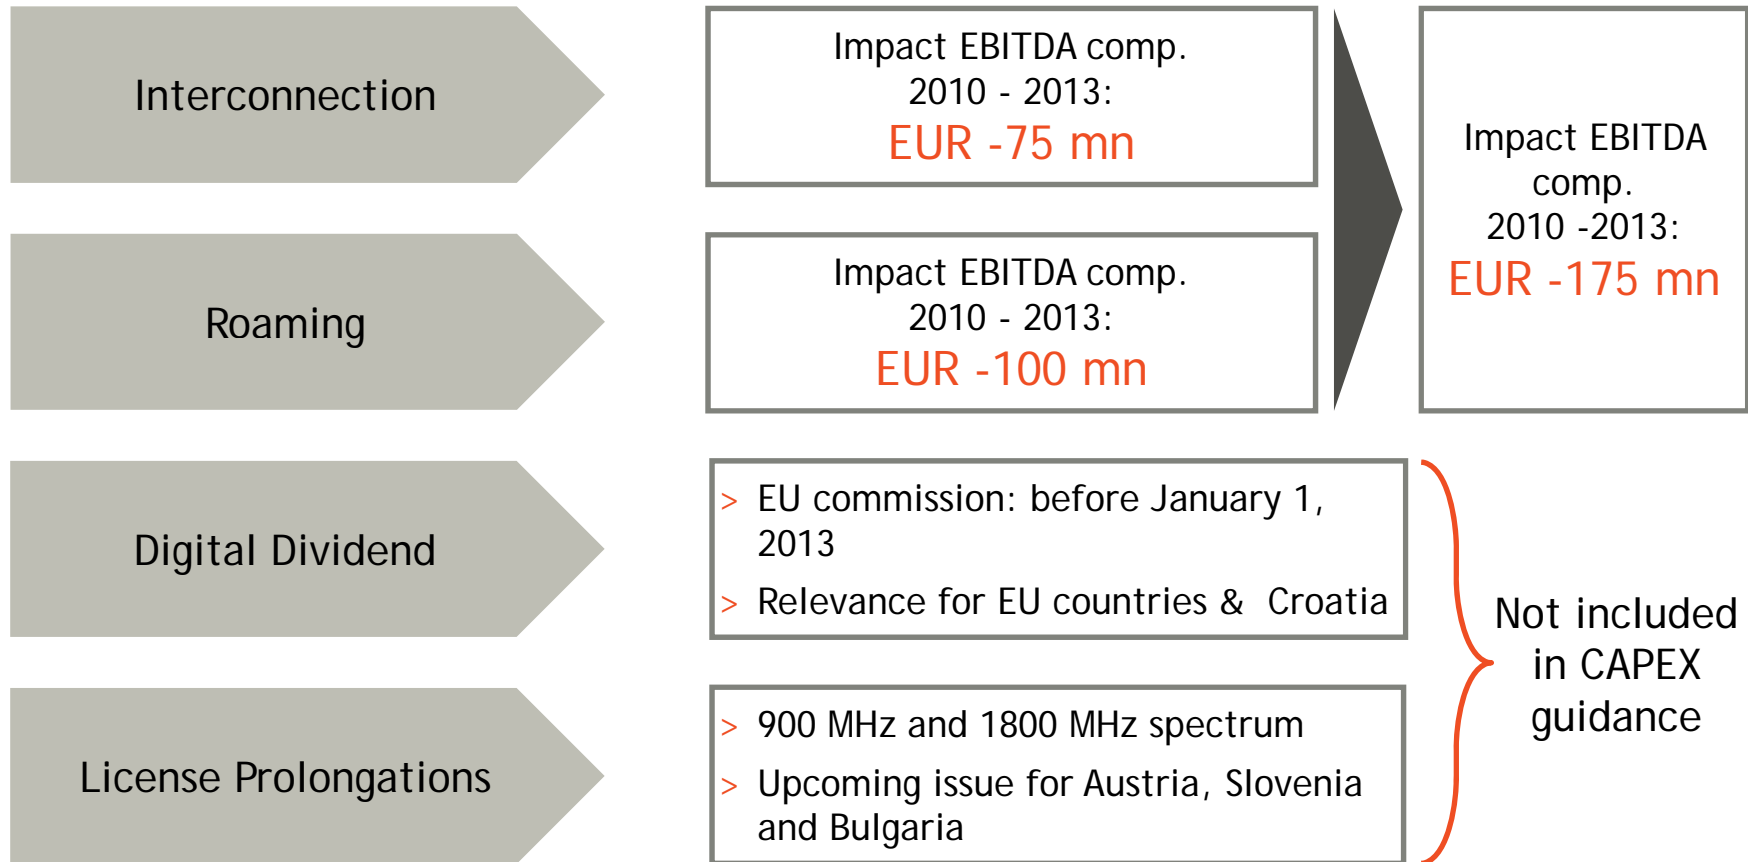 Interconnection
Impact EBITDA comp.
2010 - 2013:
EUR -75 mn
Roaming
Impact EBITDA comp.
2010 - 2013:
EUR -100 mn
Impact EBITDA
comp.
2010 -2013:
EUR -175 mn
Digital Dividend
> EU commission: before January 1,
2013
> Relevance for EU countries & Croatia
License Prolongations
> 900 MHz and 1800 MHz spectrum
> Upcoming issue for Austria, Slovenia
and Bulgaria
Not included
in CAPEX
guidance